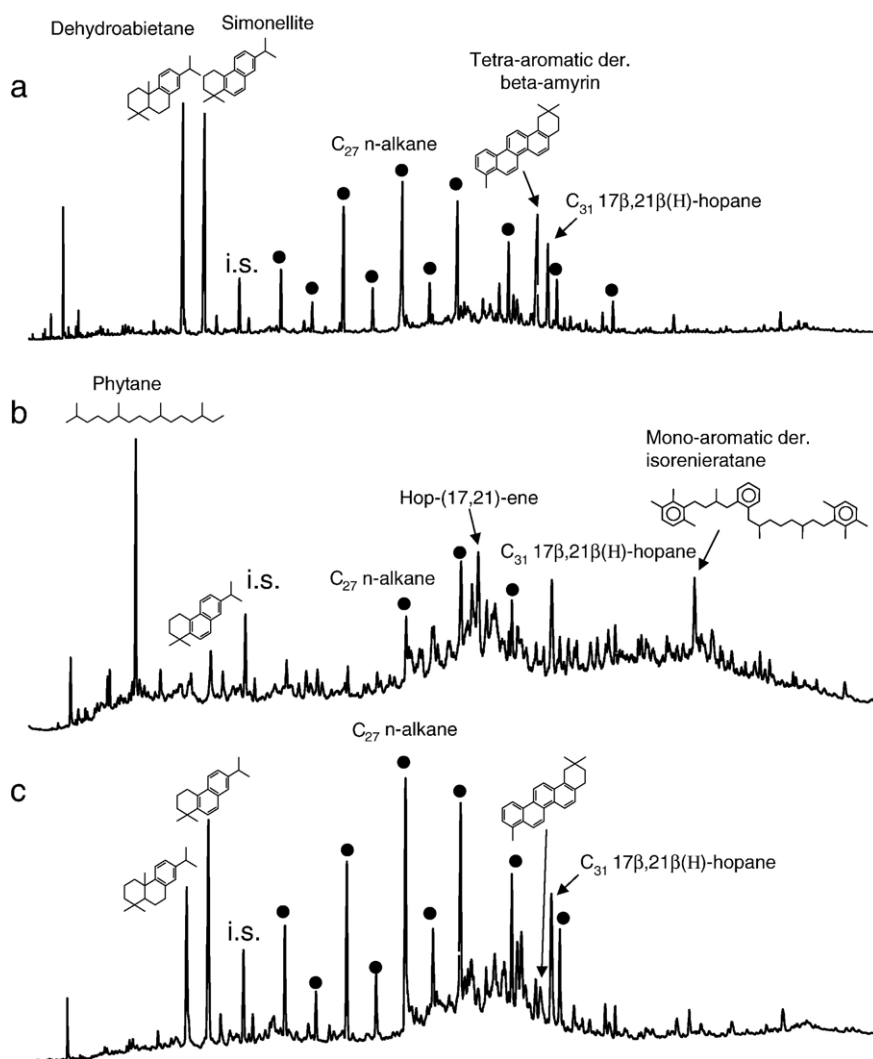 Dehydroabietane
Simonellite
a
Tetra-aromatic der.
beta-amyrin
C₂₇ n-alkane
C₃₁ 17β,21β(H)-hopane
i.s.
Phytane
b
Mono-aromatic der.
isorenieratane
Hop-(17,21)-ene
C₃₁ 17β,21β(H)-hopane
i.s.
C₂₇ n-alkane
C₂₇ n-alkane
c
C₃₁ 17β,21β(H)-hopane
i.s.